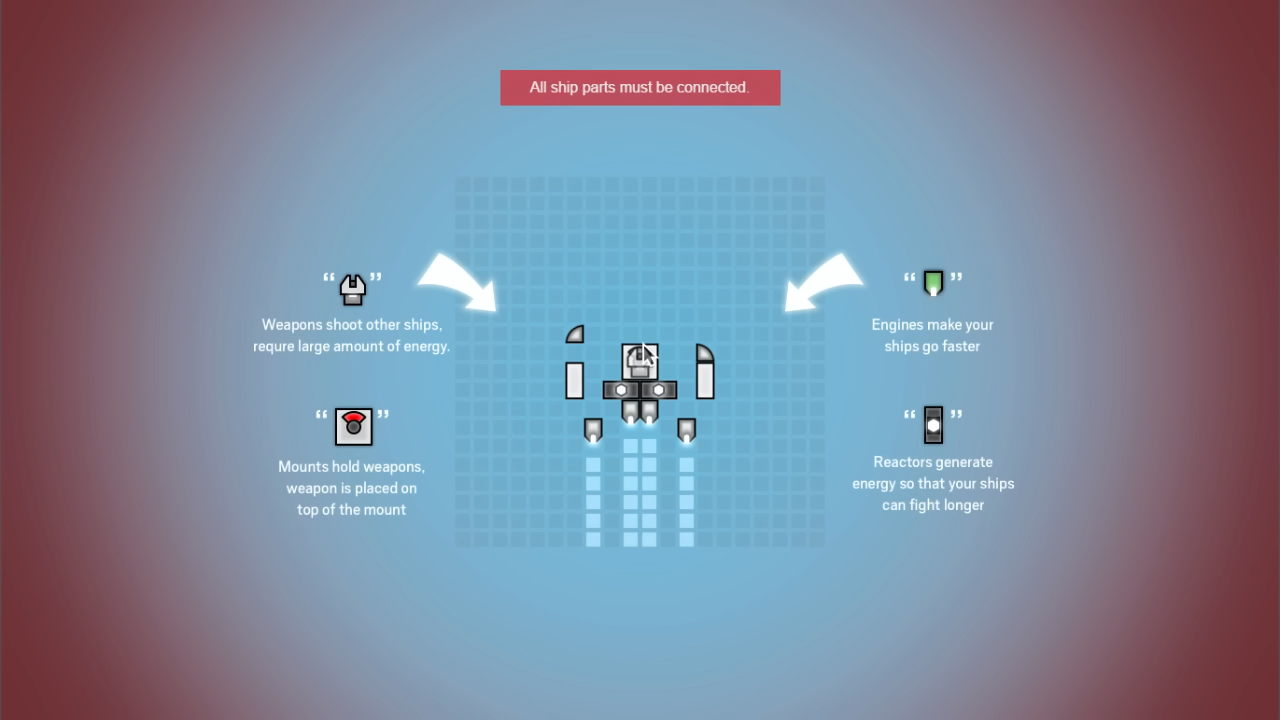 All ship parts must be connected.
“ ”
Weapons shoot other ships,
requre large amount of energy.
“ ”
Mounts hold weapons,
weapon is placed on
top of the mount
“ ”
Engines make your
ships go faster
“ ”
Reactors generate
energy so that your ships
can fight longer